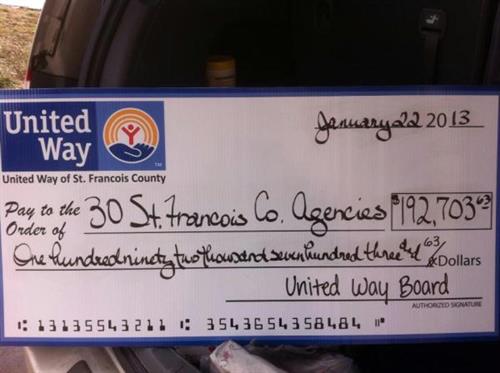 United Way ™
United Way of St. Francois County
January 22 2013
Pay to the Order of 30 St. Francois Co. Agencies $192,703 63
One hundred ninety two thousand seven hundred three and 63/ Dollars
United Way Board
AUTHORIZED SIGNATURE
⑆ 13135543211 ⑆ 3543654358484 ⑈